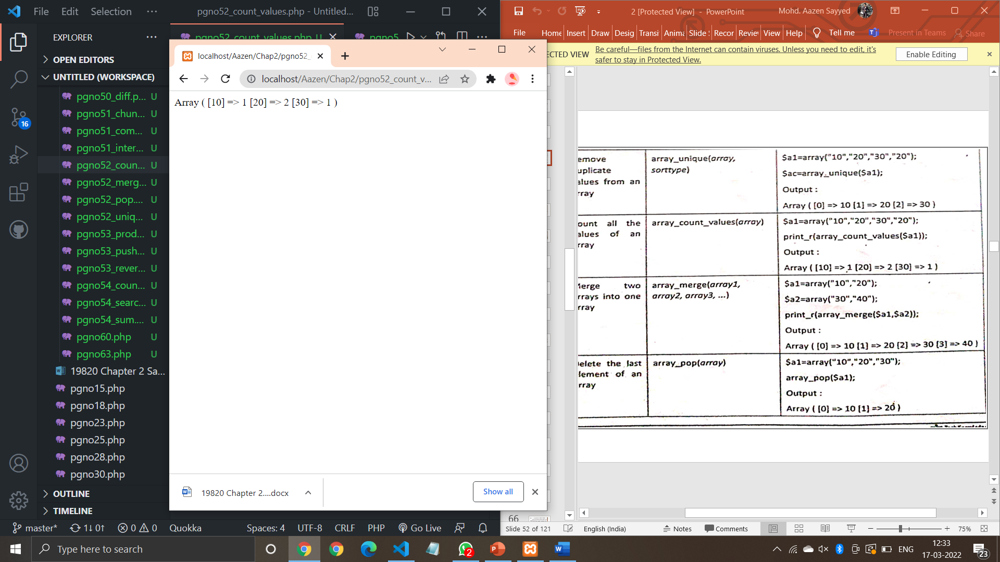 File Edit Selection ···
pgno52_count_values.php - Untitled...
EXPLORER
OPEN EDITORS
UNTITLED (WORKSPACE)
pgno50_diff.p... U
pgno51_chun... U
pgno51_com... U
pgno51_inter... U
pgno52_coun... U
pgno52_merg... U
pgno52_pop.... U
pgno52_uniq... U
pgno53_prod... U
pgno53_push... U
pgno53_rever... U
pgno54_coun... U
pgno54_searc... U
pgno54_sum.... U
pgno60.php U
pgno63.php U
19820 Chapter 2 Sa...
pgno15.php
pgno18.php
pgno23.php
pgno25.php
pgno28.php
pgno30.php
OUTLINE
TIMELINE
16
master* 1↓ 0↑ 0 0 Quokka
Spaces: 4 UTF-8 CRLF PHP Go Live
pgno52_count_values.php U
pgno5
localhost/Aazen/Chap2/pgno52_
localhost/Aazen/Chap2/pgno52_count_v...
Array ( [10] => 1 [20] => 2 [30] => 1 )
19820 Chapter 2....docx
Show all
2 [Protected View] - PowerPoint
Mohd. Aazen Sayyed
File Home Insert Draw Desig Transi Anima Slide Recor Review View Help Tell me Present in Teams Share
ECTED VIEW
Be careful—files from the Internet can contain viruses. Unless you need to edit, it's
safer to stay in Protected View.
Enable Editing
emove
uplicate
alues from an
rray
array_unique(array,
sorttype)
$a1=array("10","20","30","20");
$ac=array_unique($a1);
Output :
Array ( [0] => 10 [1] => 20 [2] => 30 )
ount all the
alues of an
rray
array_count_values(array)
$a1=array("10","20","30","20");
print_r(array_count_values($a1));
Output :
Array ( [10] => 1 [20] => 2 [30] => 1 )
Merge two
rrays into one
rray
array_merge(array1,
array2, array3, ...)
$a1=array("10","20");
$a2=array("30","40");
print_r(array_merge($a1,$a2));
Output :
Array ( [0] => 10 [1] => 20 [2] => 30 [3] => 40 )
elete the last
lement of an
rray
array_pop(array)
$a1=array("10","20","30");
array_pop($a1);
Output :
Array ( [0] => 10 [1] => 20 )
66
Slide 52 of 121
English (India)
Notes
Comments
75%
Type here to search
2
ENG
12:33
17-03-2022
23